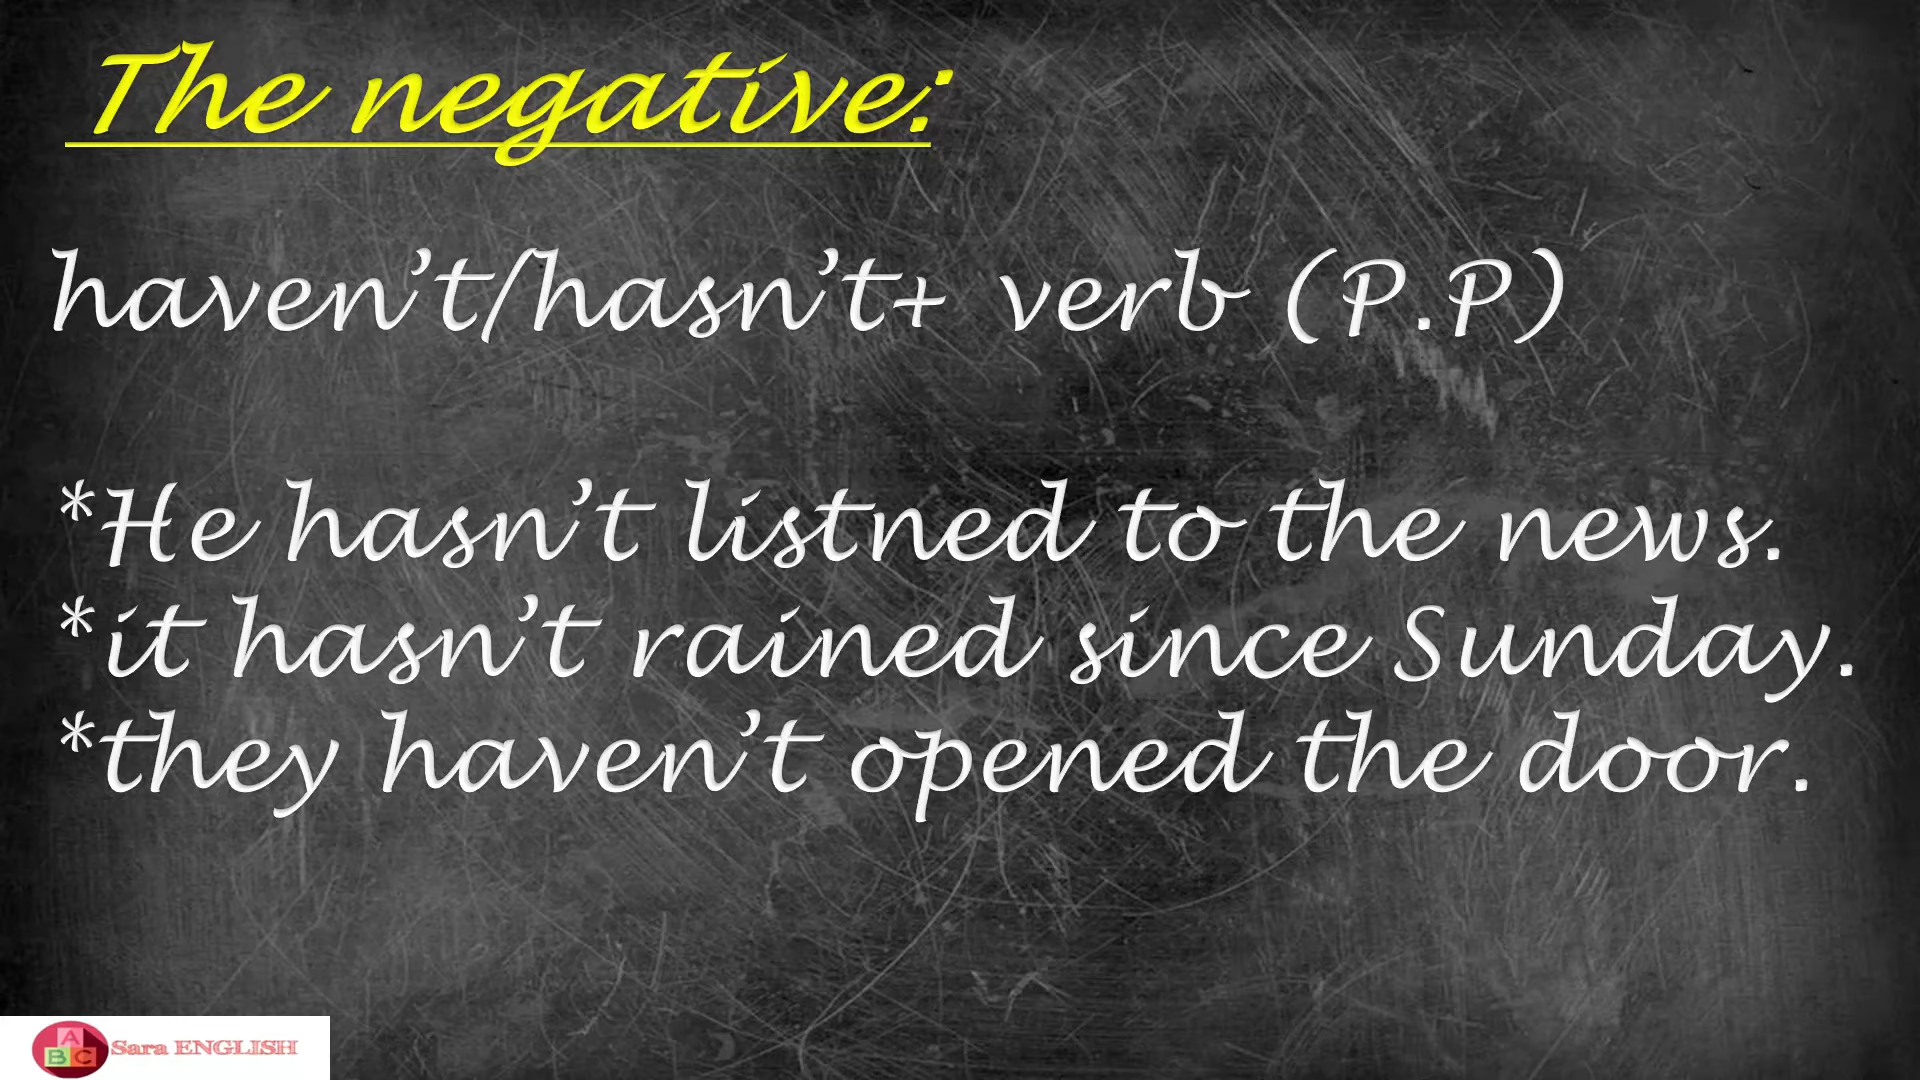 The negative:
haven’t/hasn’t+ verb (P.P)
*He hasn’t listned to the news.
*it hasn’t rained since Sunday.
*they haven’t opened the door.
A
B C
Sara ENGLISH